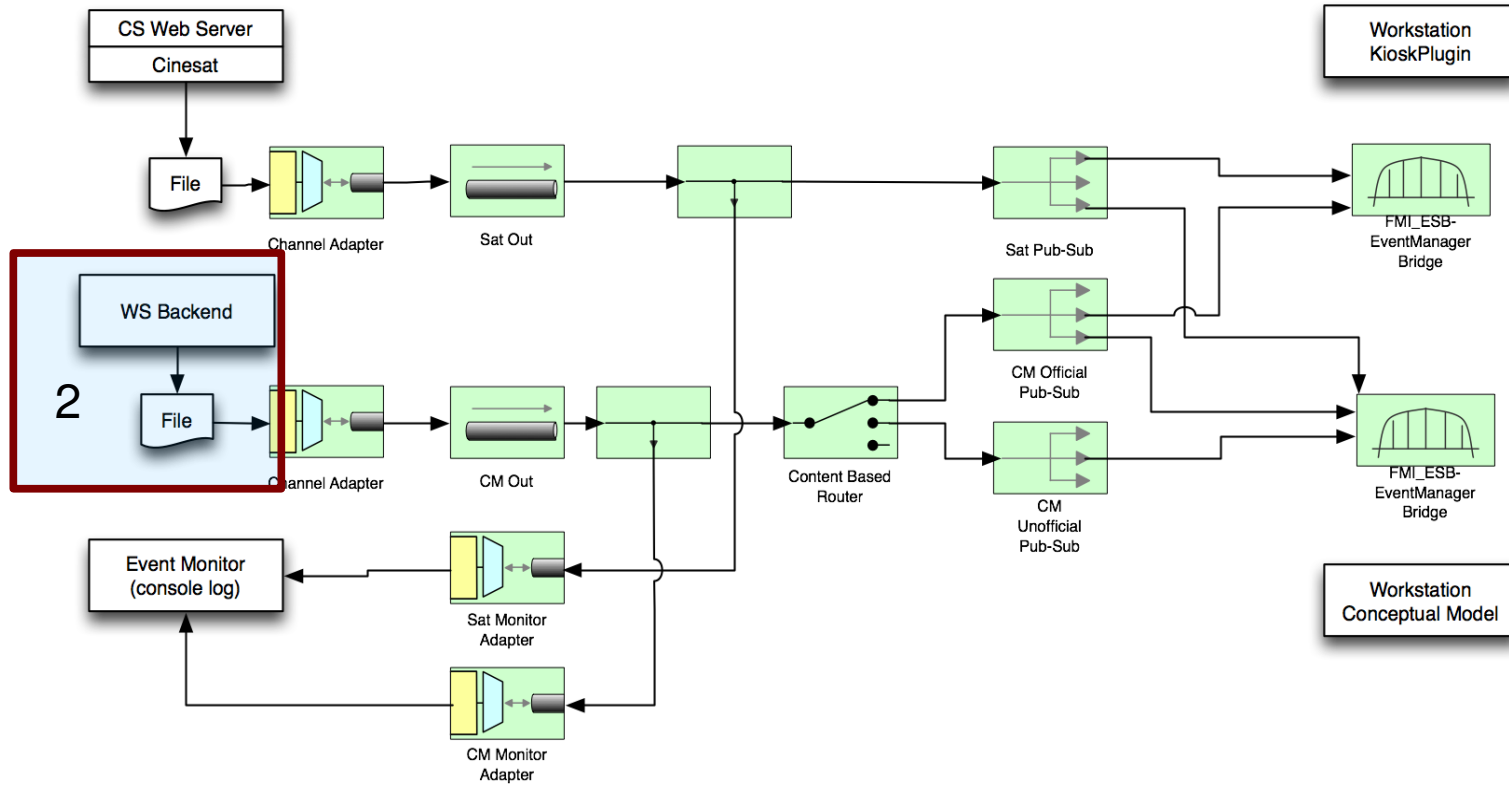 CS Web Server
Cinesat
Workstation
KioskPlugin
File
Channel Adapter
Sat Out
Sat Pub-Sub
FMI_ESB-
EventManager
Bridge
WS Backend
2
File
Channel Adapter
CM Out
Content Based
Router
CM Official
Pub-Sub
CM
Unofficial
Pub-Sub
FMI_ESB-
EventManager
Bridge
Event Monitor
(console log)
Sat Monitor
Adapter
Workstation
Conceptual Model
CM Monitor
Adapter